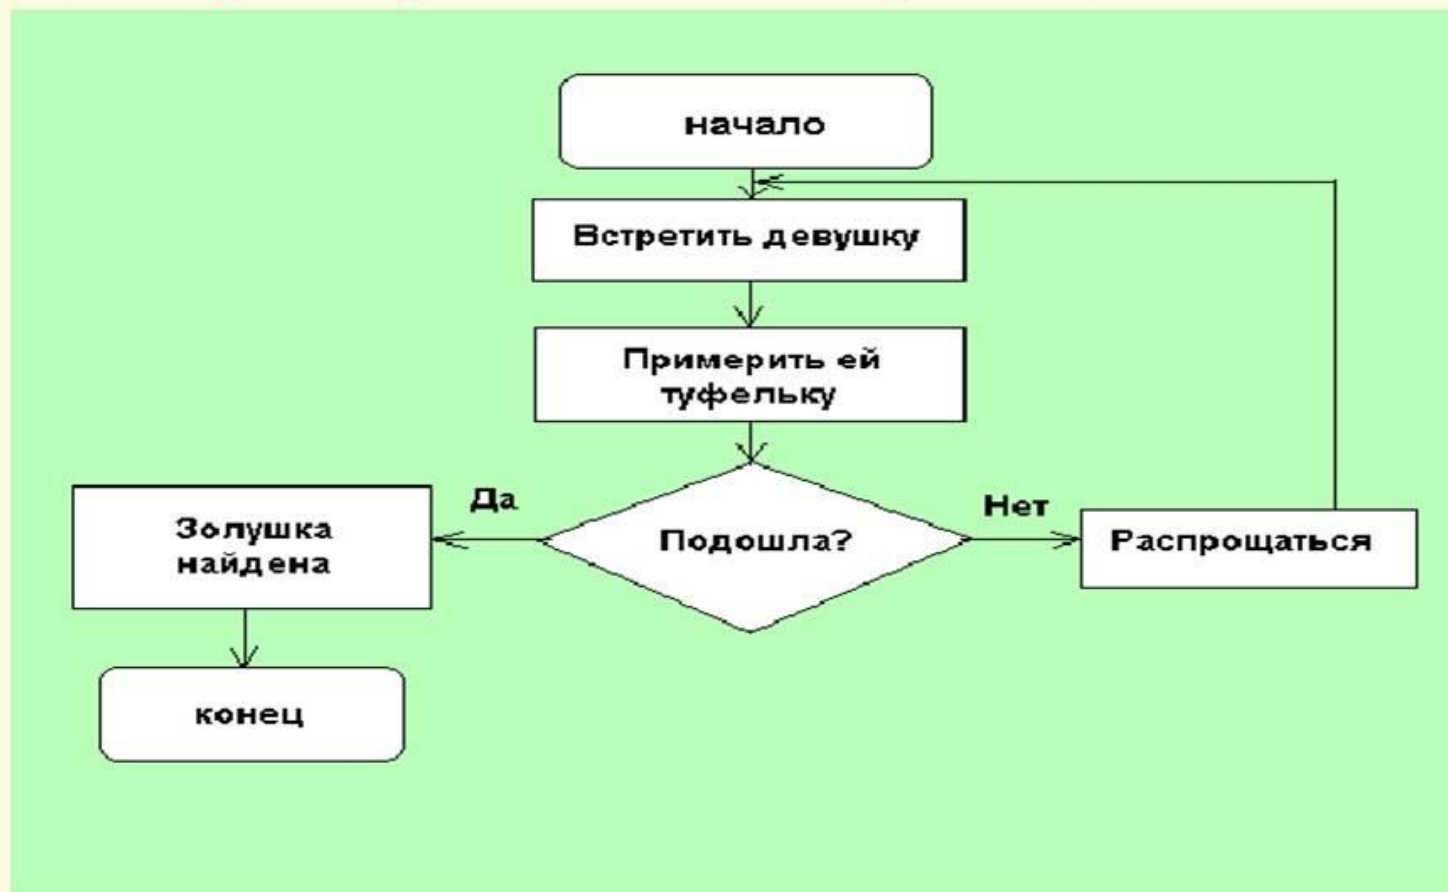 начало
Встретить девушку
Примерить ей
туфельку
Да
Нет
Золушка
найдена
Подошла?
Распрощаться
конец